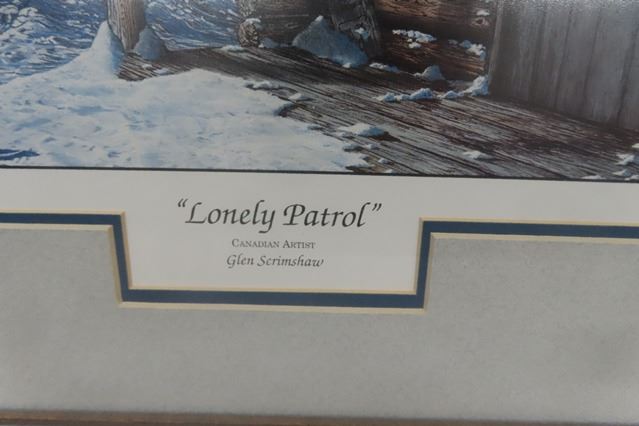 “Lonely Patrol”
CANADIAN ARTIST
Glen Scrimshaw